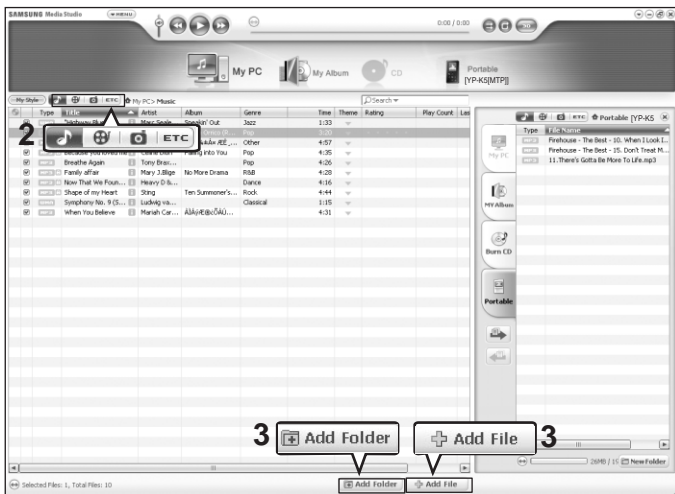 SAMSUNG Media Studio
MENU
0:00 / 0:00
3D
My PC
My Album
CD
Portable
[YP-K5[MTP]]
My Style
ETC
My PC> Music
Search
Type Title Artist Album Genre Time Theme Rating Play Count Las
Speakin' Out Jazz 1:33
Pop 3:20
Other 4:57
Falling into You Pop 4:35
Breathe Again Tony Brax... Pop 4:26
Family affair Mary J.Blige No More Drama R&B 4:28
Now That We Foun... Heavy D &... Dance 4:16
Shape of my Heart Sting Ten Summoner's... Rock 4:44
Symphony No. 9 (S... Ludwig va... Classical 1:15
When You Believe Mariah Car... 4:31
2
ETC
My PC
MY Album
Burn CD
Portable
ETC Portable [YP-K5
Type File Name
Firehouse - The Best - 10. When I Look I...
Firehouse - The Best - 15. Don't Treat M...
11.There's Gotta Be More To Life.mp3
3 Add Folder
Add File 3
New Folder
Selected Files: 1, Total Files: 10
Add Folder
Add File